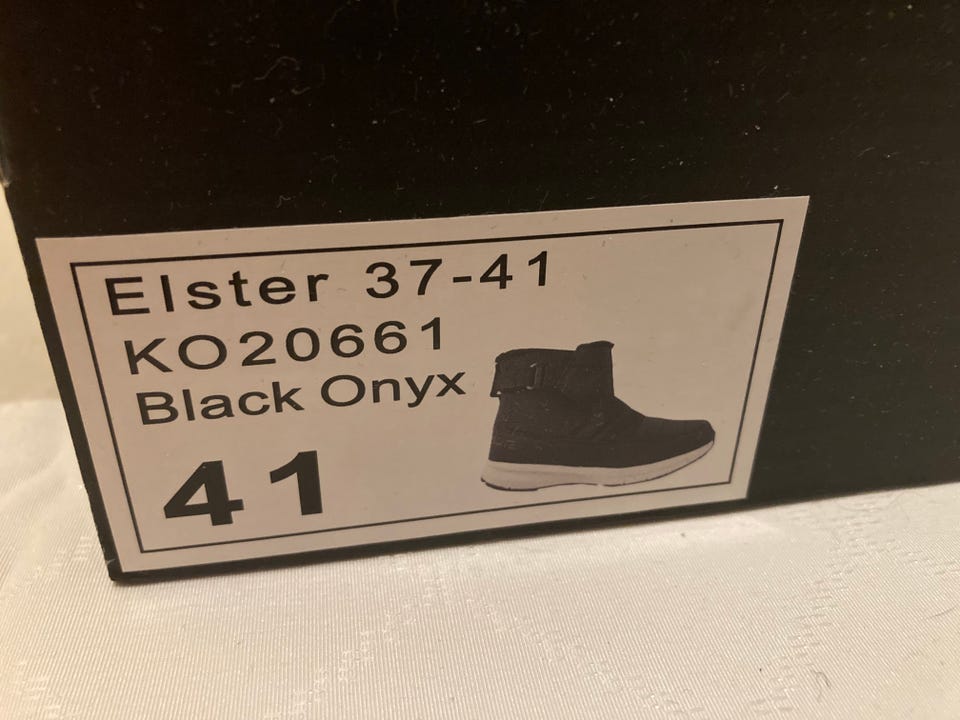 Elster 37-41
KO20661
Black Onyx
41